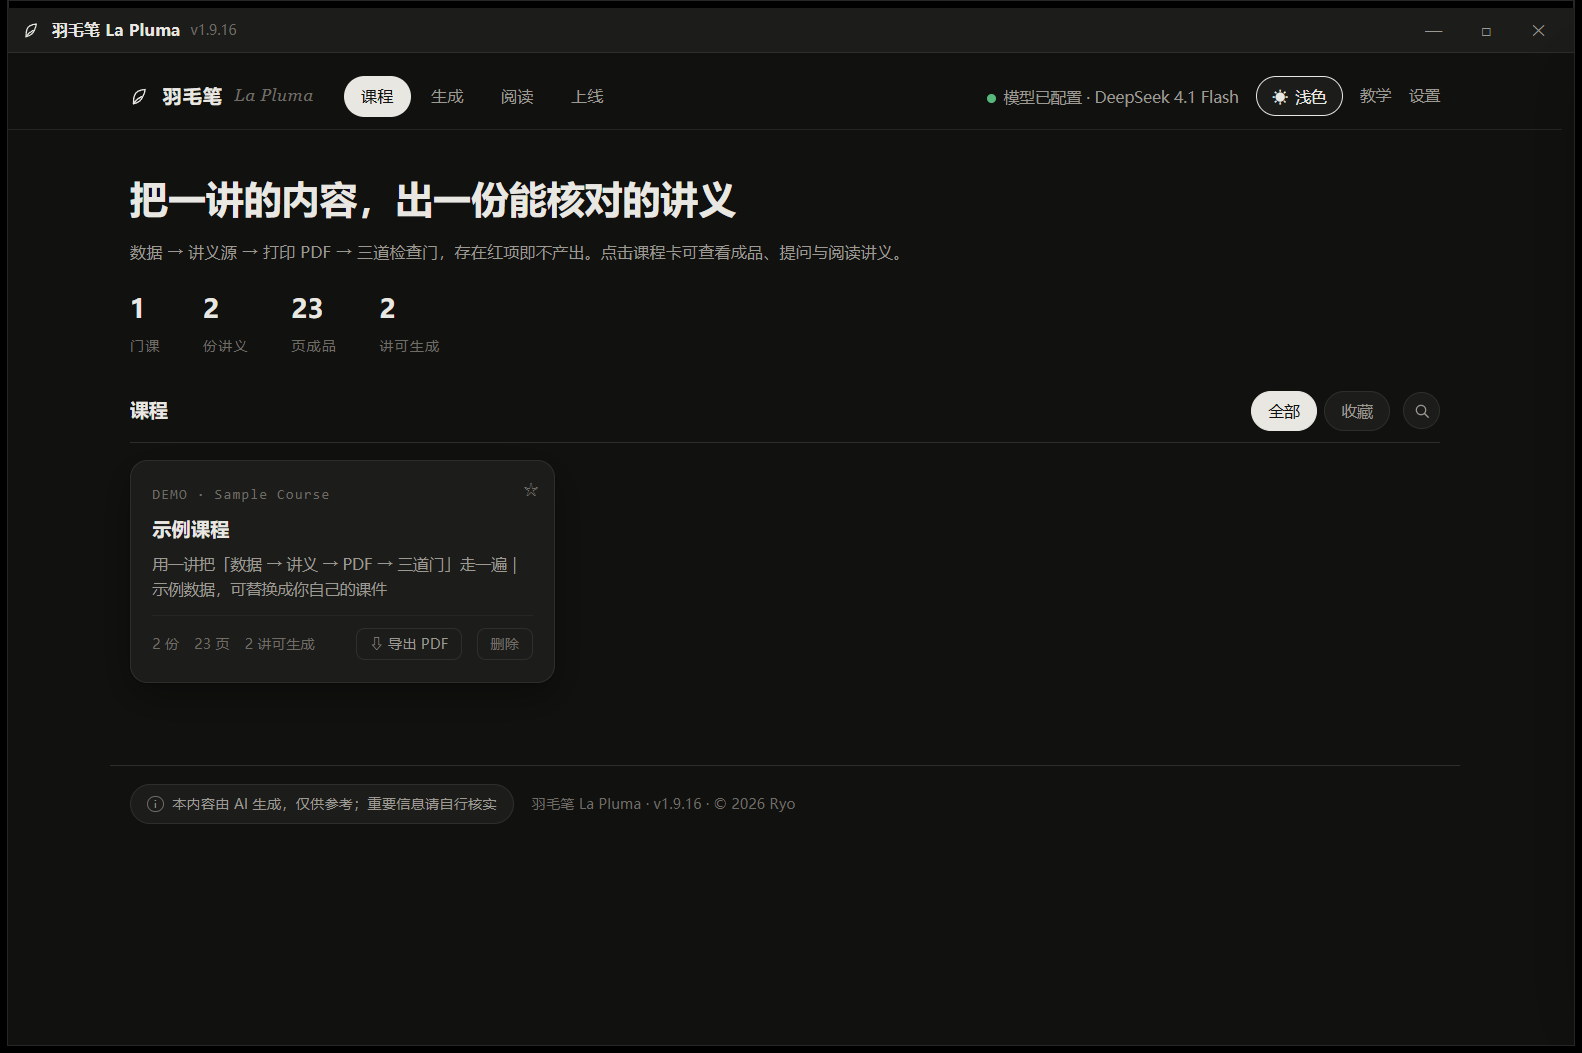 羽毛笔 La Pluma v1.9.16
羽毛笔 La Pluma 课程 生成 阅读 上线 模型已配置 · DeepSeek 4.1 Flash 浅色 教学 设置
把一讲的内容，出一份能核对的讲义
数据 → 讲义源 → 打印 PDF → 三道检查门，存在红项即不产出。点击课程卡可查看成品、提问与阅读讲义。
1 2 23 2
门课 份讲义 页成品 讲可生成
课程 全部 收藏
DEMO · Sample Course
示例课程
用一讲把「数据 → 讲义 → PDF → 三道门」走一遍｜
示例数据，可替换成你自己的课件
2 份 23 页 2 讲可生成 导出 PDF 删除
本内容由 AI 生成，仅供参考；重要信息请自行核实 羽毛笔 La Pluma · v1.9.16 · © 2026 Ryo